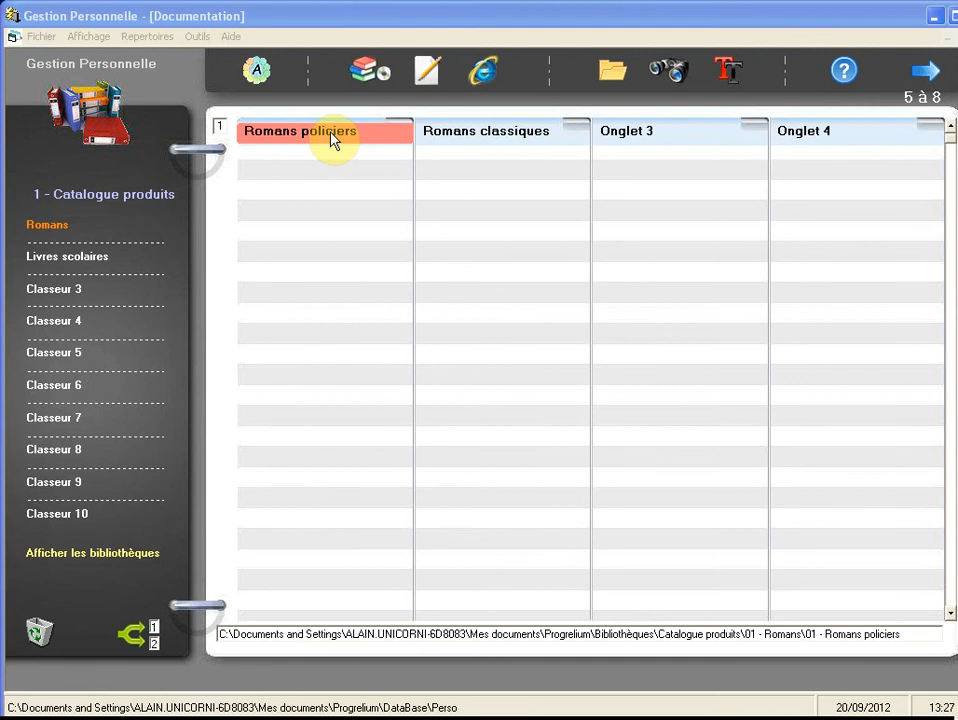 Gestion Personnelle - [Documentation]
Fichier Affichage Repertoires Outils Aide
Gestion Personnelle
A
TT
?
5 à 8
1
Romans policiers Romans classiques Onglet 3 Onglet 4
1 - Catalogue produits
Romans
Livres scolaires
Classeur 3
Classeur 4
Classeur 5
Classeur 6
Classeur 7
Classeur 8
Classeur 9
Classeur 10
Afficher les bibliothèques
1
2
C:\Documents and Settings\ALAIN.UNICORNI-6D8083\Mes documents\Progrelium\Bibliothèques\Catalogue produits\01 - Romans\01 - Romans policiers
C:\Documents and Settings\ALAIN.UNICORNI-6D8083\Mes documents\Progrelium\DataBase\Perso 20/09/2012 13:27